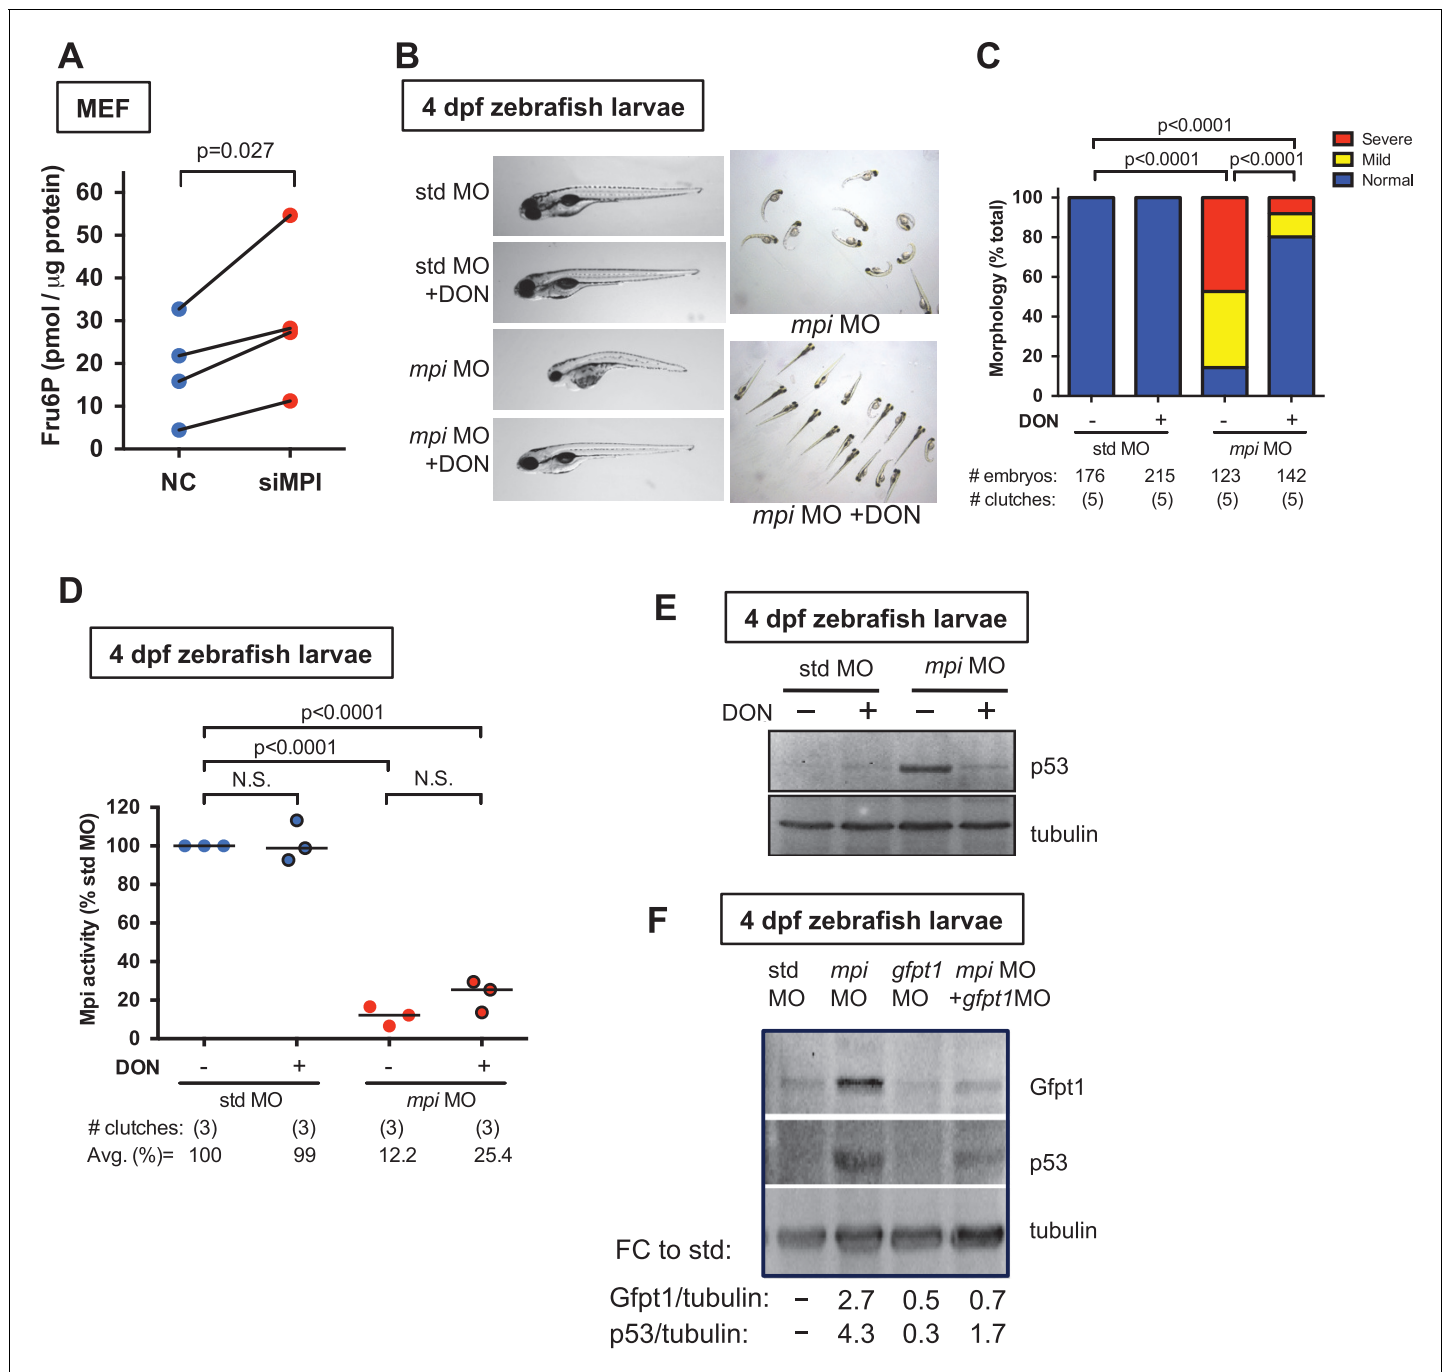 A
MEF
p=0.027
Fru6P (pmol / µg protein)
60
50
40
30
20
10
0
NC siMPI
B
4 dpf zebrafish larvae
std MO
std MO
+DON
mpi MO
mpi MO
+DON
mpi MO
mpi MO +DON
C
p<0.0001
p<0.0001 p<0.0001
Severe
Mild
Normal
Morphology (% total)
100
80
60
40
20
0
DON - + - +
std MO mpi MO
# embryos: 176 215 123 142
# clutches: (5) (5) (5) (5)
D
4 dpf zebrafish larvae
p<0.0001
p<0.0001
N.S. N.S.
Mpi activity (% std MO)
120
100
80
60
40
20
0
DON - + - +
std MO mpi MO
# clutches: (3) (3) (3) (3)
Avg. (%)= 100 99 12.2 25.4
E
4 dpf zebrafish larvae
std MO mpi MO
DON − + − +
p53
tubulin
F
4 dpf zebrafish larvae
std mpi gfpt1 mpi MO
MO MO MO +gfpt1MO
Gfpt1
p53
tubulin
FC to std:
Gfpt1/tubulin: − 2.7 0.5 0.7
p53/tubulin: − 4.3 0.3 1.7